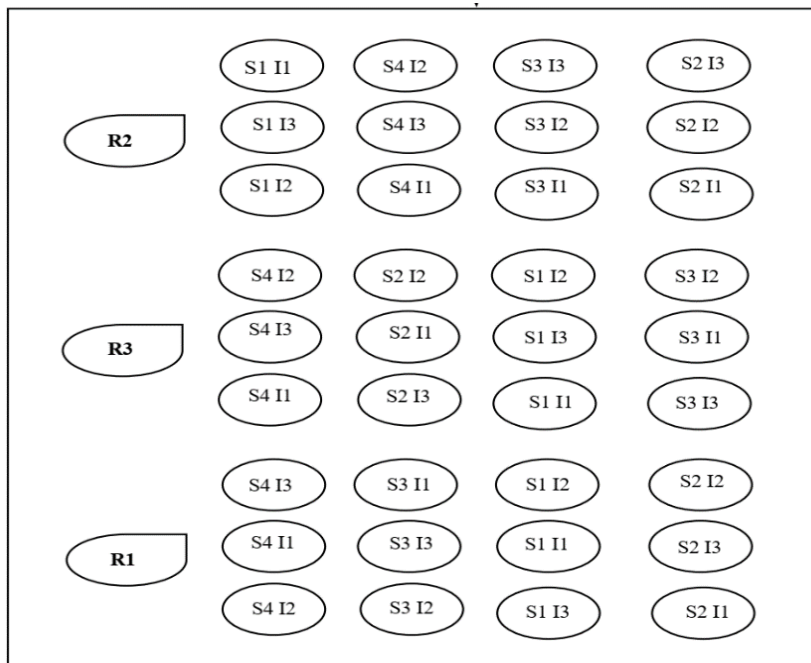 S1 I1 S4 I2 S3 I3 S2 I3
R2 S1 I3 S4 I3 S3 I2 S2 I2
S1 I2 S4 I1 S3 I1 S2 I1
S4 I2 S2 I2 S1 I2 S3 I2
R3 S4 I3 S2 I1 S1 I3 S3 I1
S4 I1 S2 I3 S1 I1 S3 I3
S4 I3 S3 I1 S1 I2 S2 I2
R1 S4 I1 S3 I3 S1 I1 S2 I3
S4 I2 S3 I2 S1 I3 S2 I1